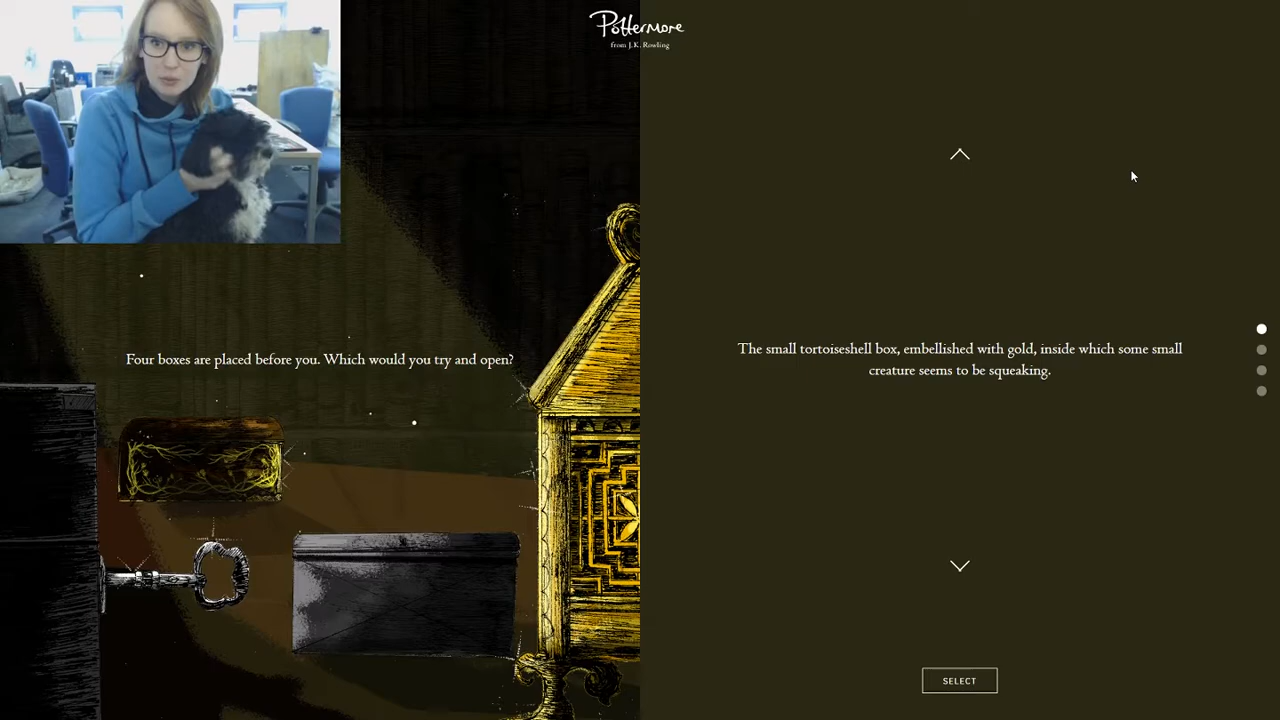 Pottermore
from J.K. Rowling
Four boxes are placed before you. Which would you try and open?
The small tortoiseshell box, embellished with gold, inside which some small
creature seems to be squeaking.
SELECT